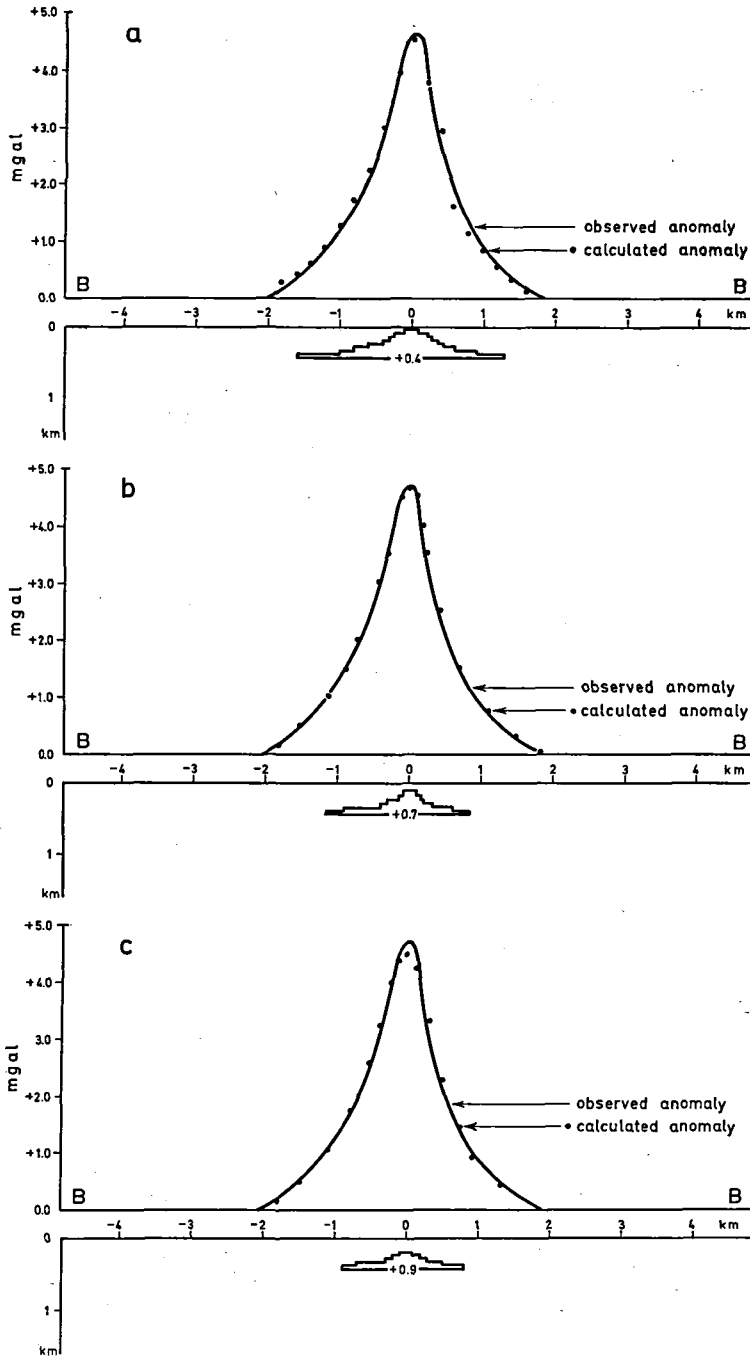 a
+5.0
+4.0
+3.0
+2.0
+1.0
0.0
mgal
observed anomaly
calculated anomaly
B B
-4 -3 -2 -1 0 1 2 3 4 km
0
+0.4
1
km
b
+5.0
+4.0
+3.0
+2.0
+1.0
0.0
mgal
observed anomaly
calculated anomaly
B B
-4 -3 -2 -1 0 1 2 3 4 km
0
+0.7
1
km
c
+5.0
+4.0
3.0
+2.0
+1.0
0.0
mgal
observed anomaly
calculated anomaly
B B
-4 -3 -2 -1 0 1 2 3 4 km
0
+0.9
1
km